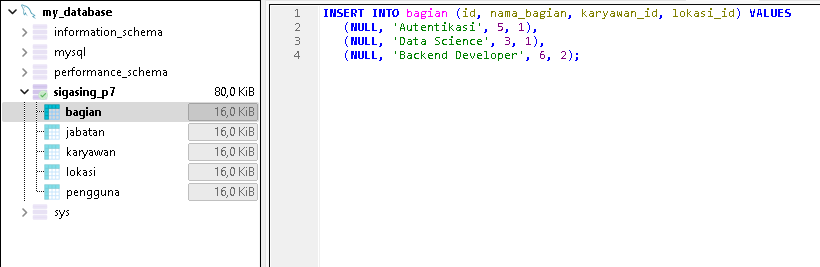 my_database
information_schema
mysql
performance_schema
sigasing_p7 80,0 KiB
bagian 16,0 KiB
jabatan 16,0 KiB
karyawan 16,0 KiB
lokasi 16,0 KiB
pengguna 16,0 KiB
sys
1 INSERT INTO bagian (id, nama_bagian, karyawan_id, lokasi_id) VALUES
2 (NULL, 'Autentikasi', 5, 1),
3 (NULL, 'Data Science', 3, 1),
4 (NULL, 'Backend Developer', 6, 2);